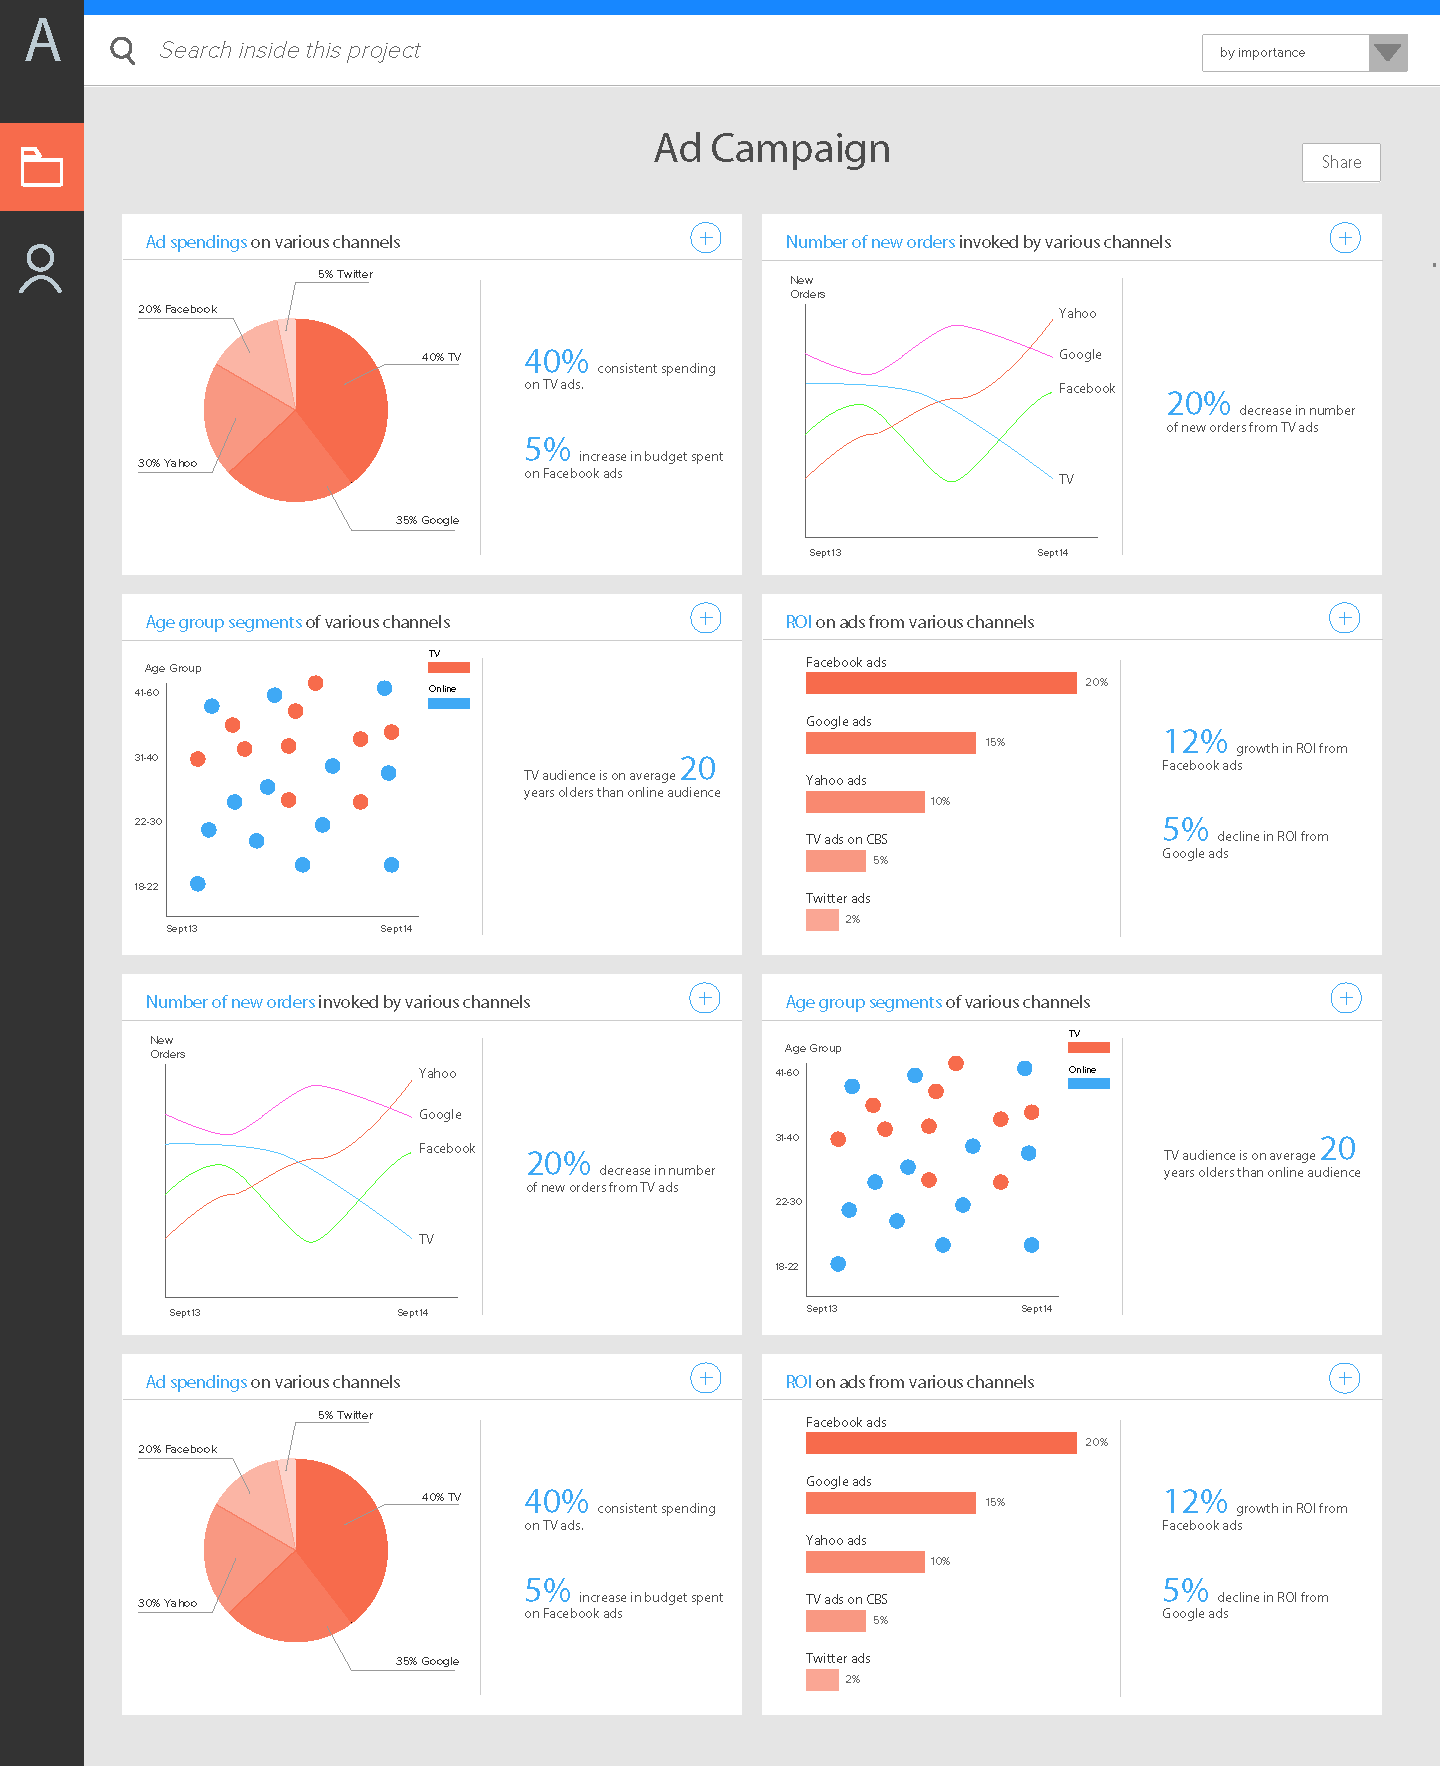 A
Search inside this project
by importance
Ad Campaign
Share
Ad spendings on various channels
5% Twitter
20% Facebook
40% TV
30% Yahoo
35% Google
40% consistent spending
on TV ads.
5% increase in budget spent
on Facebook ads
Number of new orders invoked by various channels
New
Orders
Yahoo
Google
Facebook
TV
Sept13
Sept14
20% decrease in number
of new orders from TV ads
Age group segments of various channels
Age Group
41-60
31-40
22-30
18-22
Sept13
Sept14
TV
Online
TV audience is on average 20
years olders than online audience
ROI on ads from various channels
Facebook ads
20%
Google ads
15%
Yahoo ads
10%
TV ads on CBS
5%
Twitter ads
2%
12% growth in ROI from
Facebook ads
5% decline in ROI from
Google ads
Number of new orders invoked by various channels
New
Orders
Yahoo
Google
Facebook
TV
Sept13
Sept14
20% decrease in number
of new orders from TV ads
Age group segments of various channels
Age Group
41-60
31-40
22-30
18-22
Sept13
Sept14
TV
Online
TV audience is on average 20
years olders than online audience
Ad spendings on various channels
5% Twitter
20% Facebook
40% TV
30% Yahoo
35% Google
40% consistent spending
on TV ads.
5% increase in budget spent
on Facebook ads
ROI on ads from various channels
Facebook ads
20%
Google ads
15%
Yahoo ads
10%
TV ads on CBS
5%
Twitter ads
2%
12% growth in ROI from
Facebook ads
5% decline in ROI from
Google ads